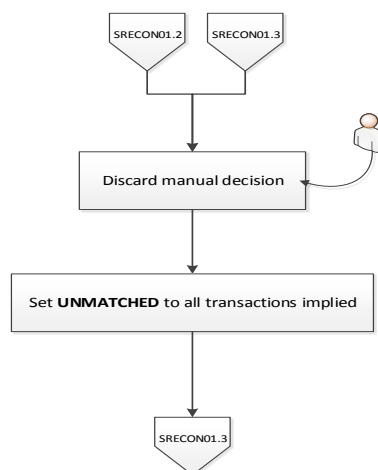 SRECON01.2
SRECON01.3
Discard manual decision
Set UNMATCHED to all transactions implied
SRECON01.3